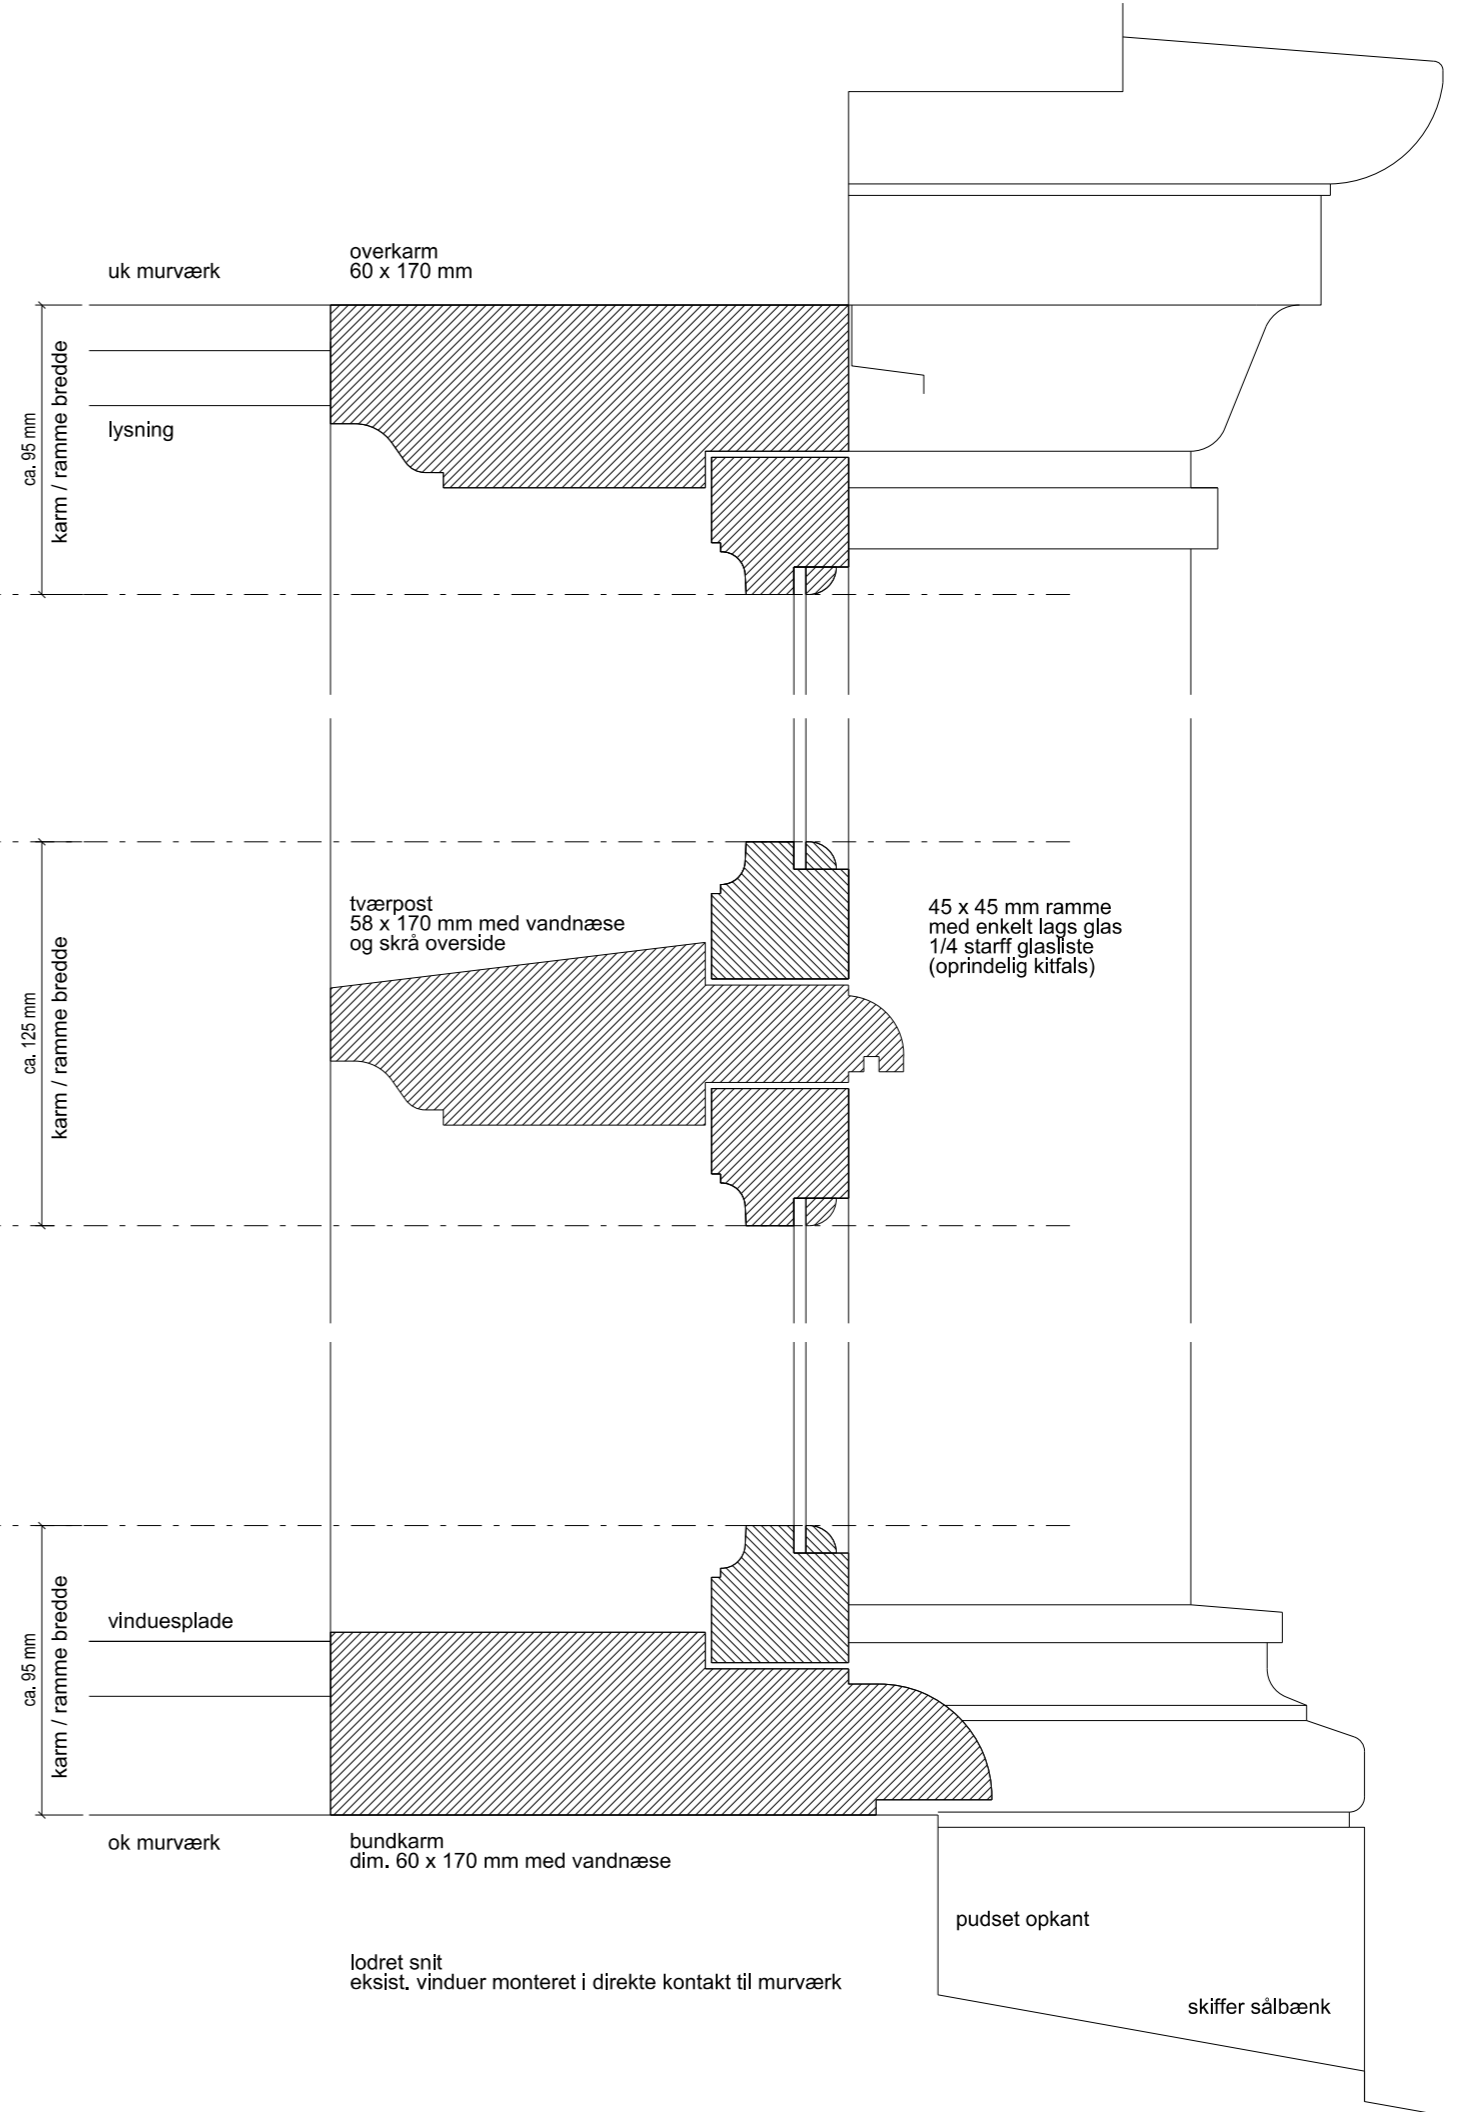 uk murværk
overkarm
60 x 170 mm
ca. 95 mm
karm / ramme bredde
lysning
tværpost
58 x 170 mm med vandnæse
og skrå overside
45 x 45 mm ramme
med enkelt lags glas
1/4 starff glasliste
(oprindelig kitfals)
ca. 125 mm
karm / ramme bredde
ca. 95 mm
karm / ramme bredde
vinduesplade
ok murværk
bundkarm
dim. 60 x 170 mm med vandnæse
pudset opkant
lodret snit
eksist. vinduer monteret i direkte kontakt til murværk
skiffer sålbænk